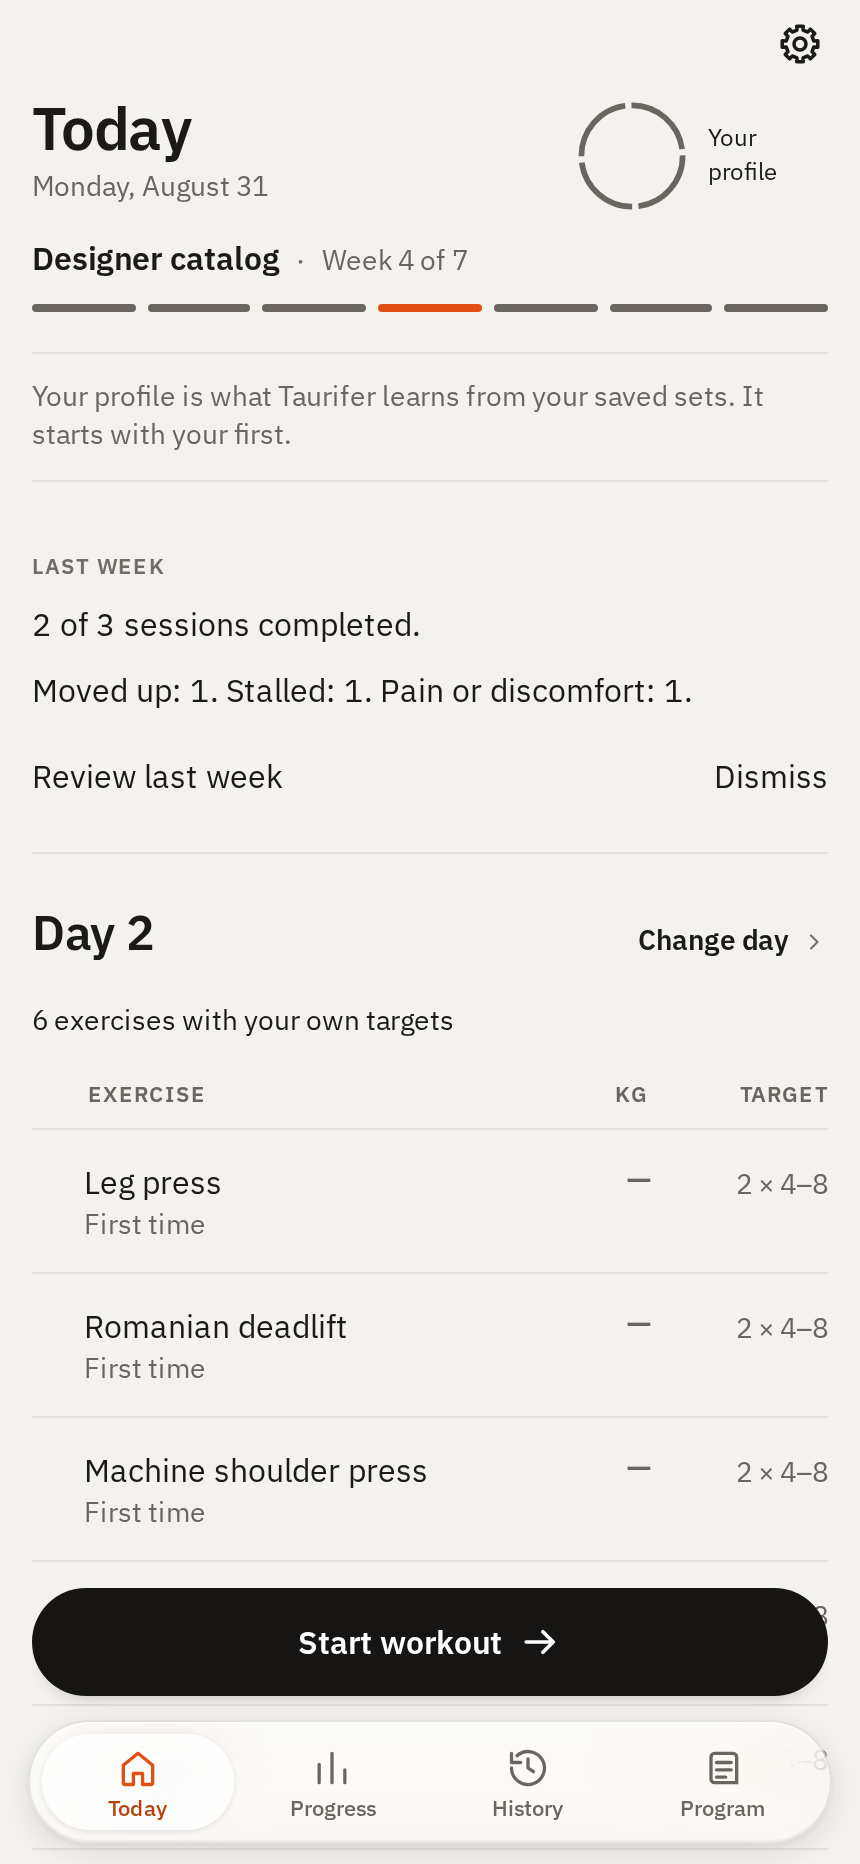 Today
Monday, August 31
Your
profile
Designer catalog · Week 4 of 7
Your profile is what Taurifer learns from your saved sets. It
starts with your first.
LAST WEEK
2 of 3 sessions completed.
Moved up: 1. Stalled: 1. Pain or discomfort: 1.
Review last week Dismiss
Day 2 Change day
6 exercises with your own targets
EXERCISE KG TARGET
Leg press — 2 × 4–8
First time
Romanian deadlift — 2 × 4–8
First time
Machine shoulder press — 2 × 4–8
First time
Start workout
Today Progress History Program